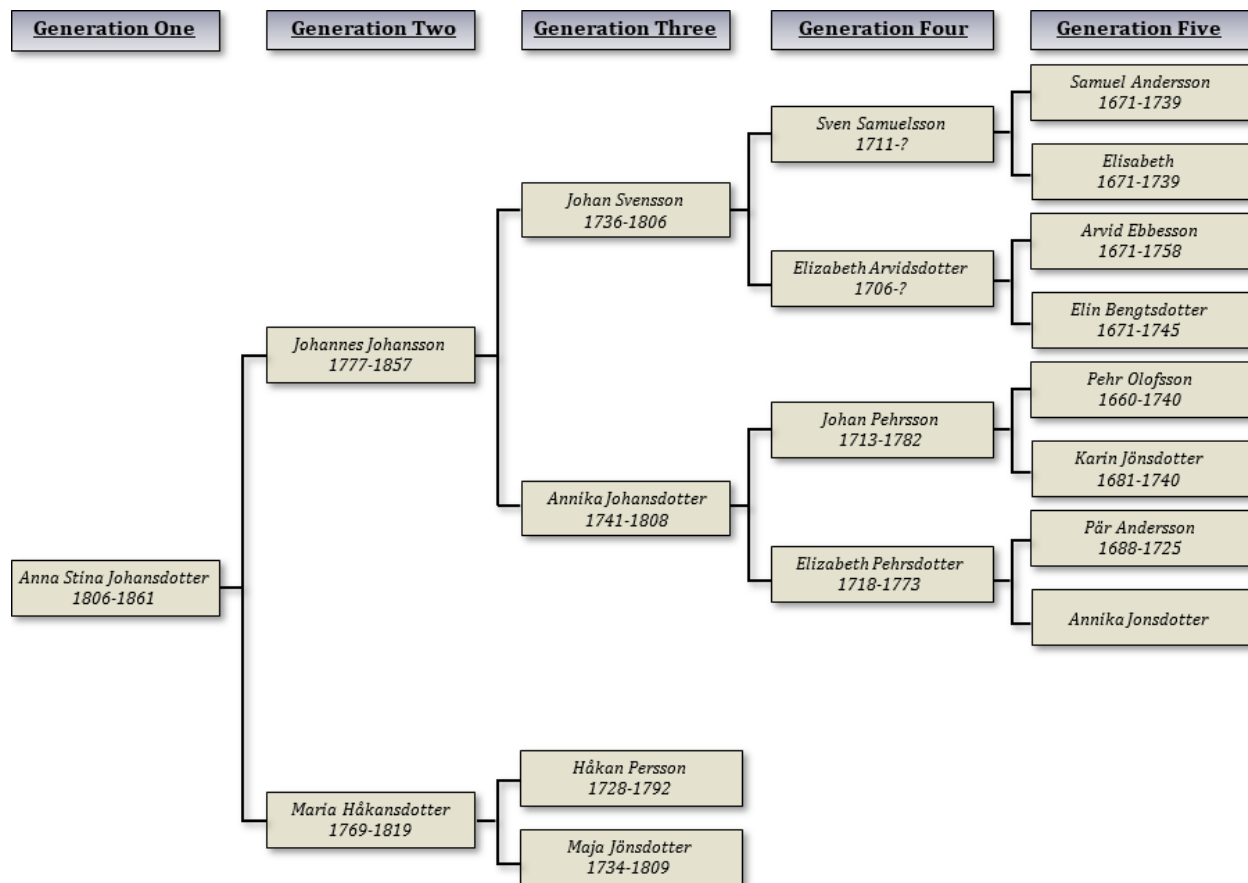 Generation One
Generation Two
Generation Three
Generation Four
Generation Five
Anna Stina Johansdotter
1806-1861
Johannes Johansson
1777-1857
Maria Håkansdotter
1769-1819
Johan Svensson
1736-1806
Annika Johansdotter
1741-1808
Håkan Persson
1728-1792
Maja Jönsdotter
1734-1809
Sven Samuelsson
1711-?
Elizabeth Arvidsdotter
1706-?
Johan Pehrsson
1713-1782
Elizabeth Pehrsdotter
1718-1773
Samuel Andersson
1671-1739
Elisabeth
1671-1739
Arvid Ebbesson
1671-1758
Elin Bengtsdotter
1671-1745
Pehr Olofsson
1660-1740
Karin Jönsdotter
1681-1740
Pär Andersson
1688-1725
Annika Jonsdotter